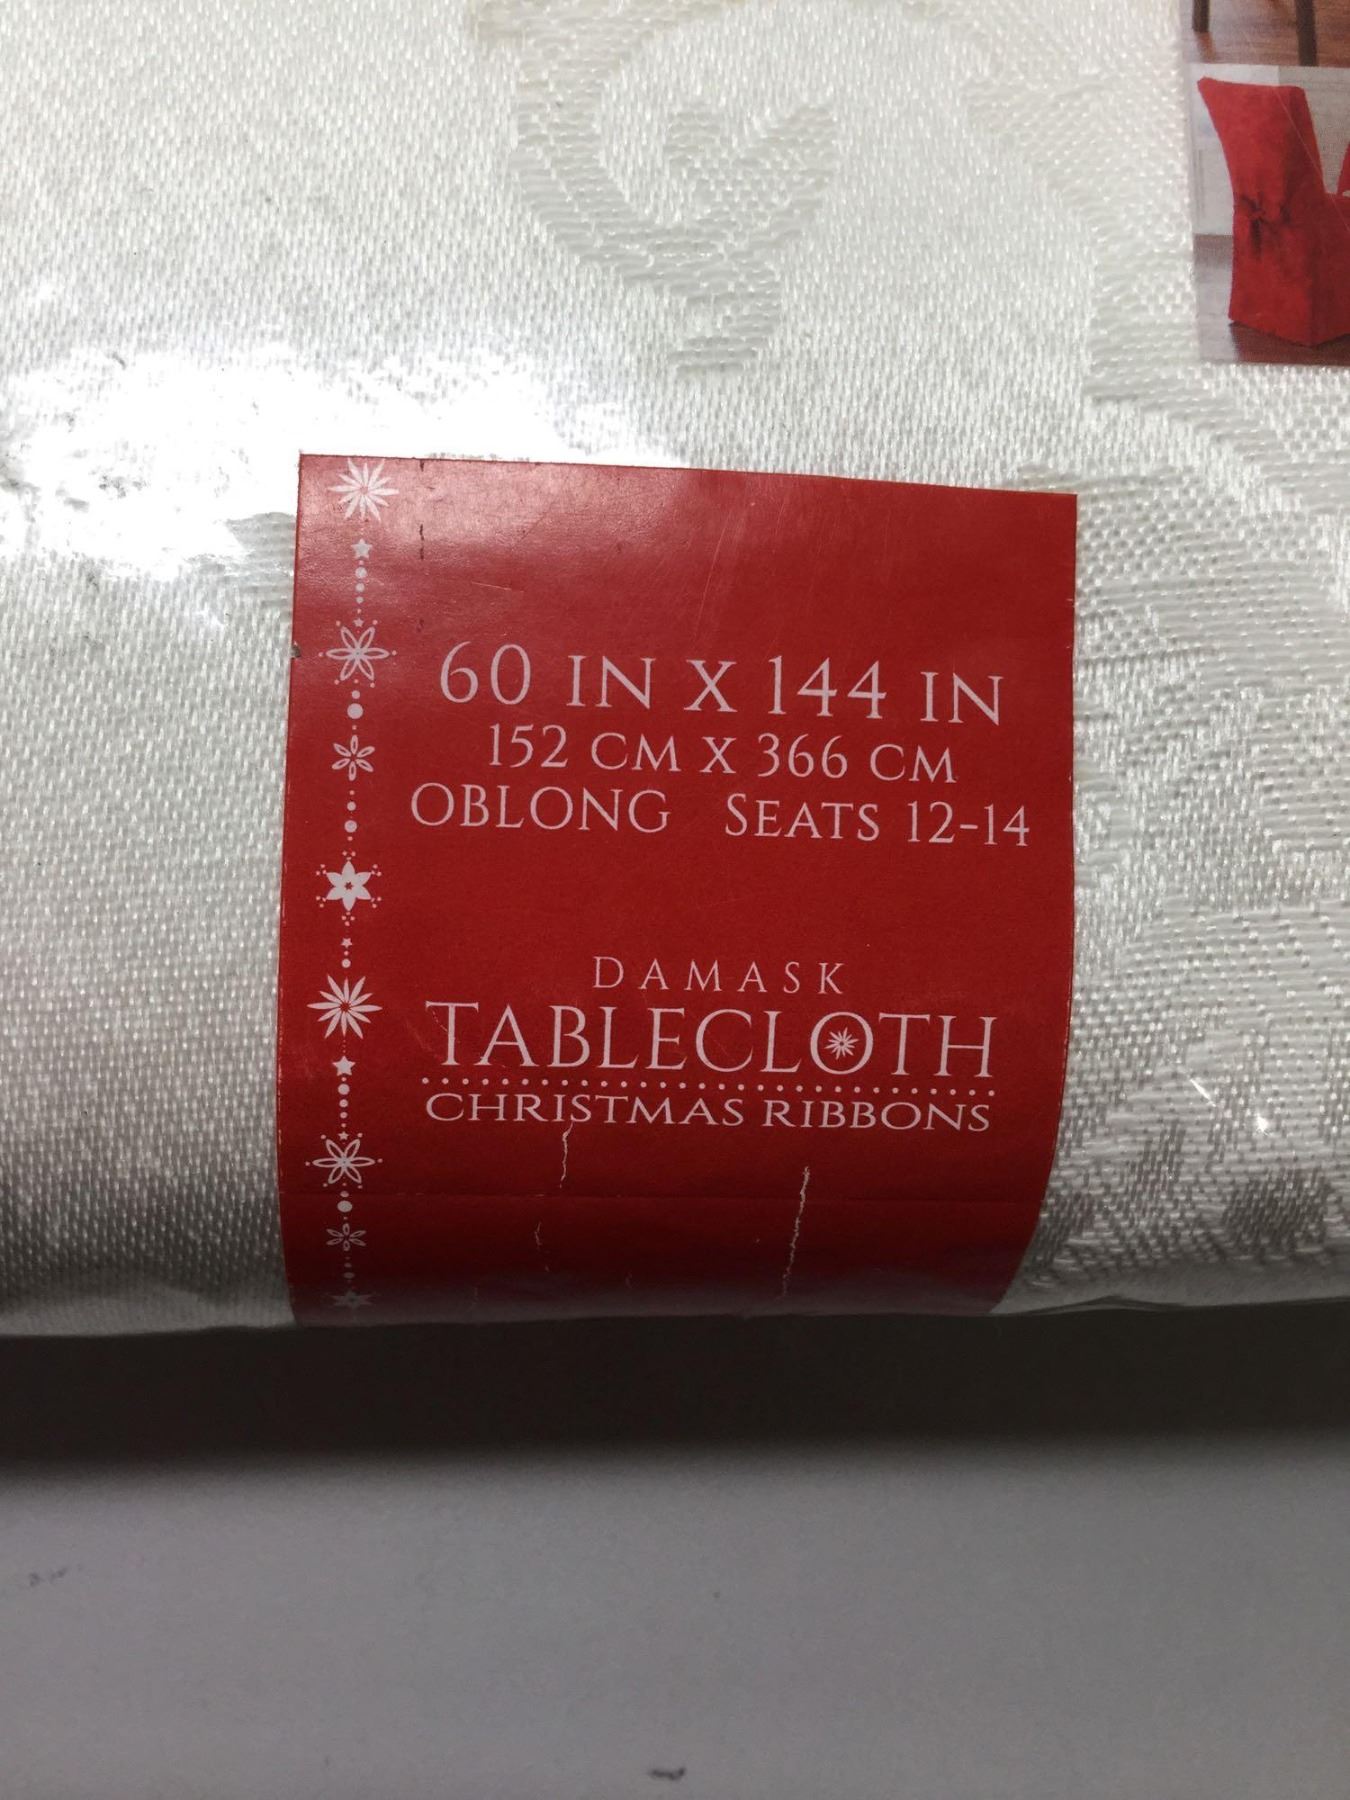 60 IN X 144 IN
152 CM X 366 CM
OBLONG SEATS 12-14
DAMASK
TABLECLOTH
CHRISTMAS RIBBONS